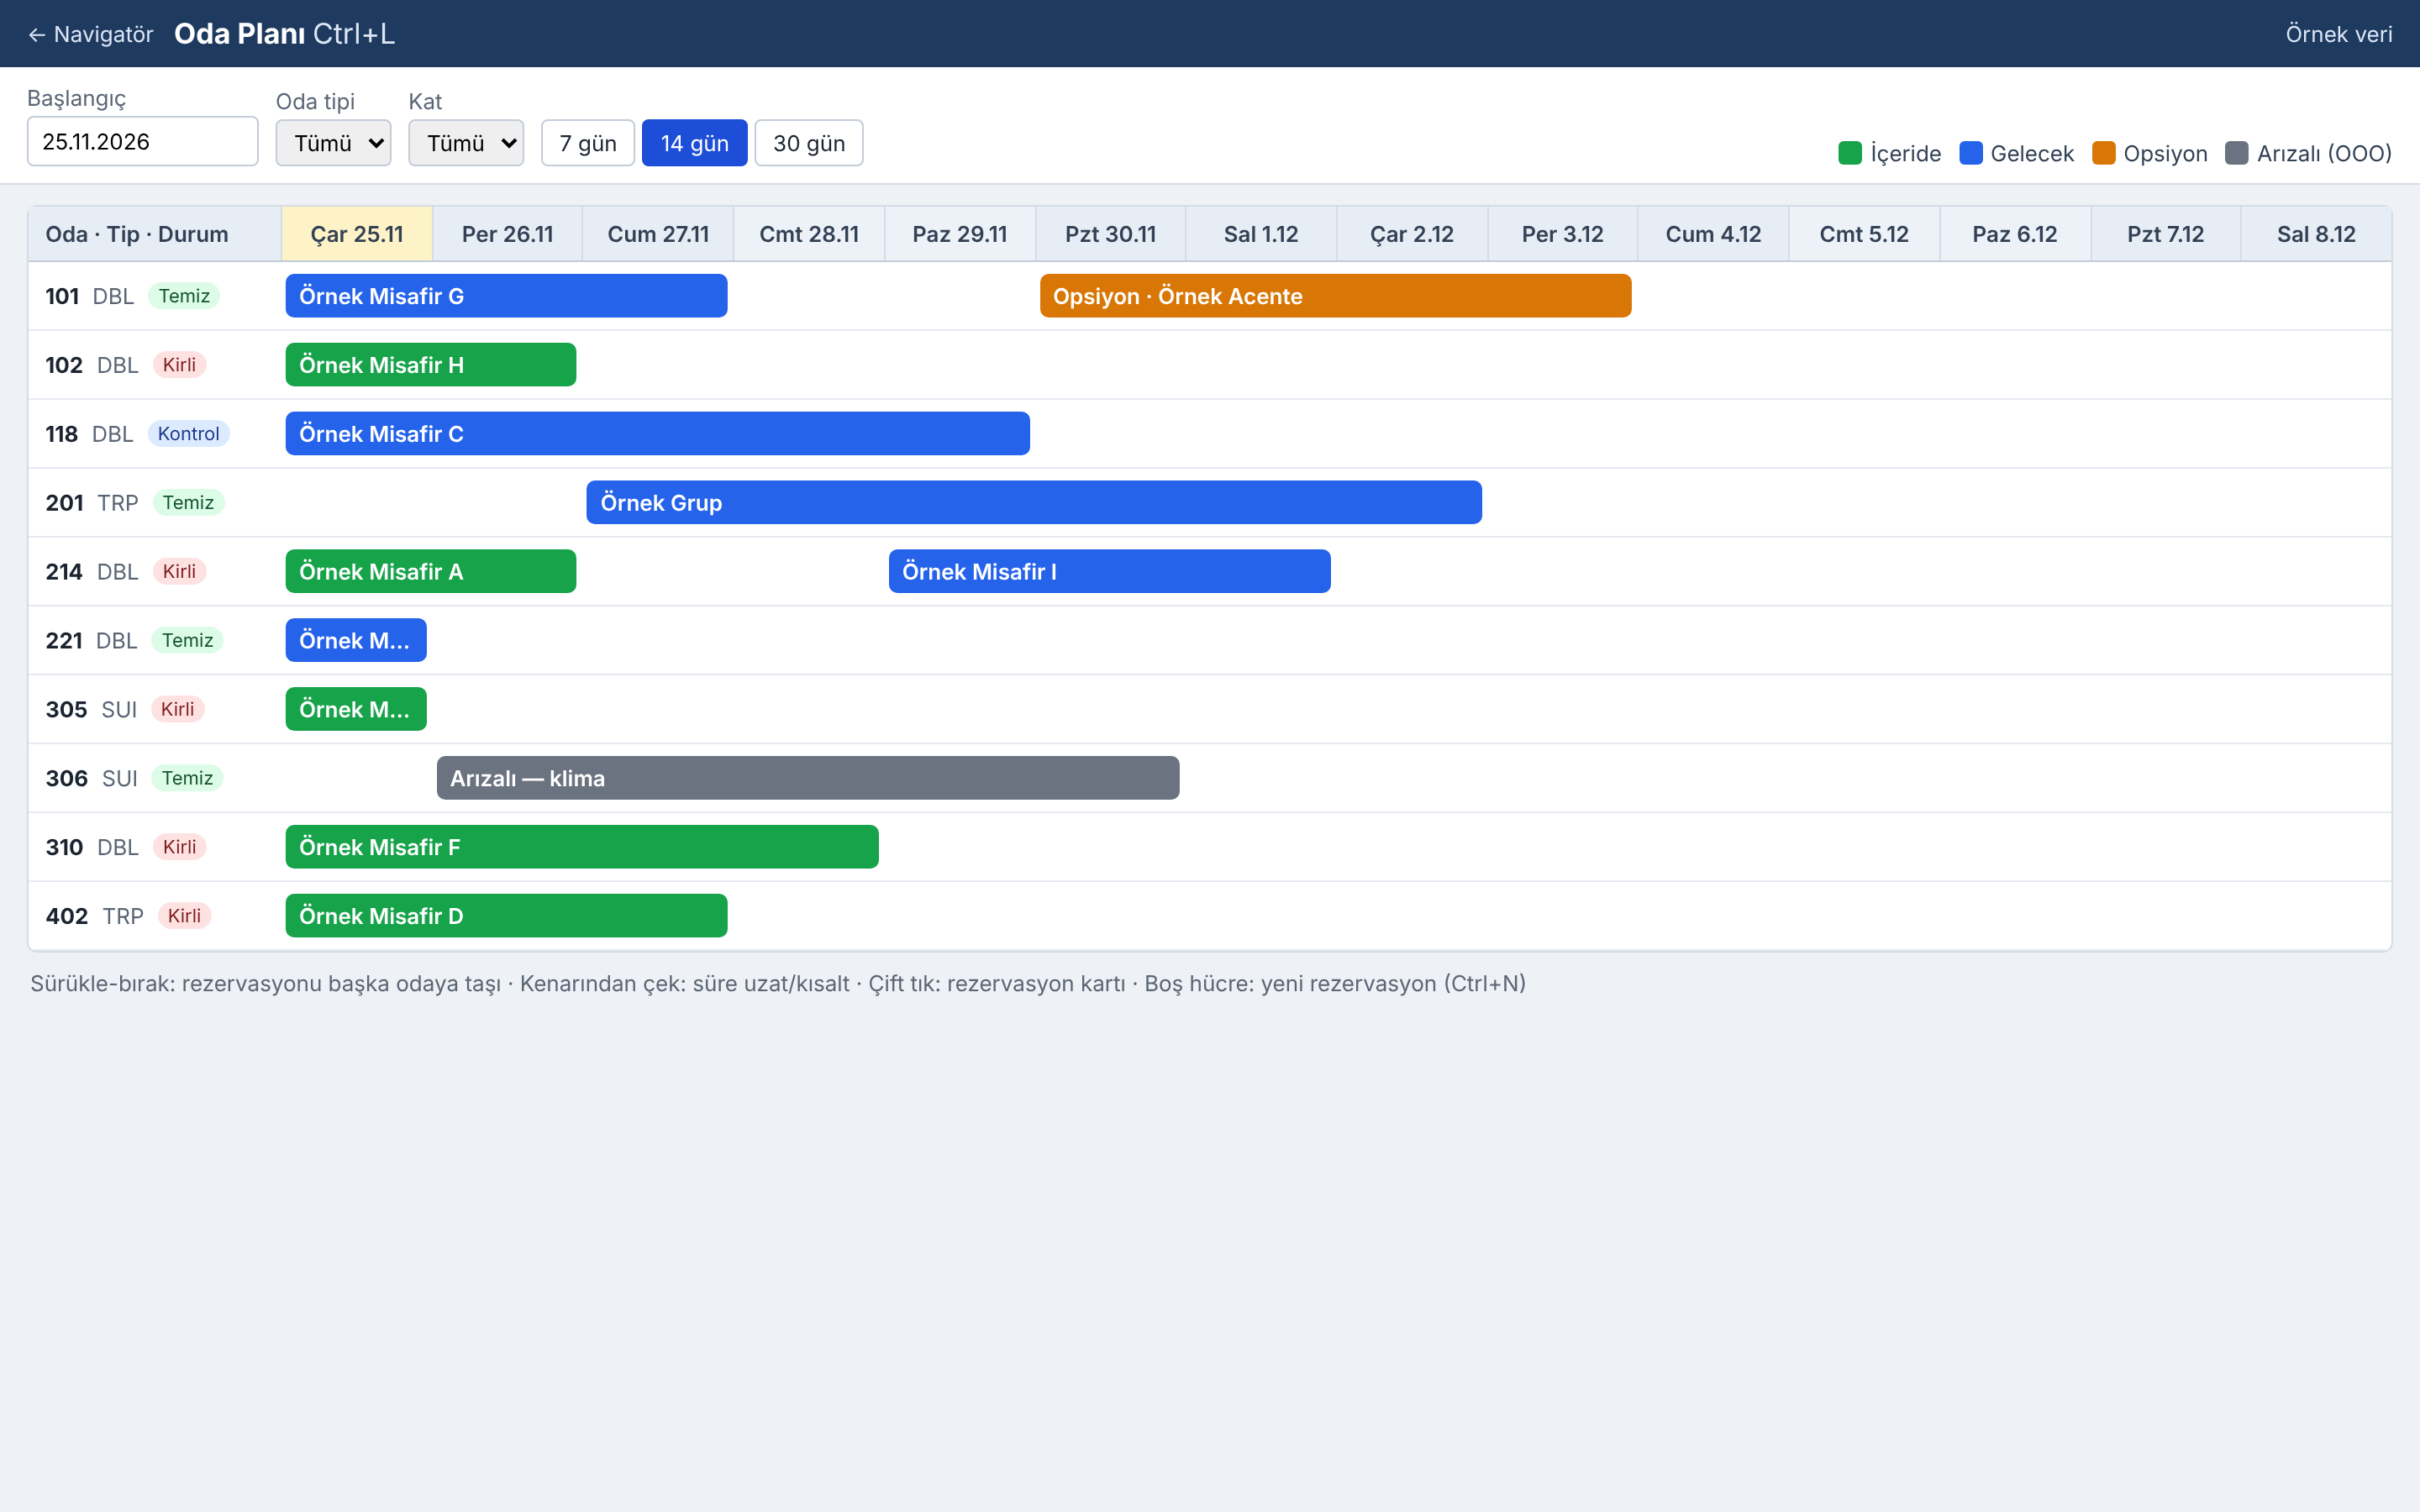 ← Navigatör Oda Planı Ctrl+L Örnek veri
Başlangıç Oda tipi Kat
25.11.2026 Tümü Tümü 7 gün 14 gün 30 gün İçeride Gelecek Opsiyon Arızalı (OOO)
Oda · Tip · Durum Çar 25.11 Per 26.11 Cum 27.11 Cmt 28.11 Paz 29.11 Pzt 30.11 Sal 1.12 Çar 2.12 Per 3.12 Cum 4.12 Cmt 5.12 Paz 6.12 Pzt 7.12 Sal 8.12
101 DBL Temiz Örnek Misafir G Opsiyon · Örnek Acente
102 DBL Kirli Örnek Misafir H
118 DBL Kontrol Örnek Misafir C
201 TRP Temiz Örnek Grup
214 DBL Kirli Örnek Misafir A Örnek Misafir I
221 DBL Temiz Örnek M...
305 SUI Kirli Örnek M...
306 SUI Temiz Arızalı — klima
310 DBL Kirli Örnek Misafir F
402 TRP Kirli Örnek Misafir D
Sürükle-bırak: rezervasyonu başka odaya taşı · Kenarından çek: süre uzat/kısalt · Çift tık: rezervasyon kartı · Boş hücre: yeni rezervasyon (Ctrl+N)